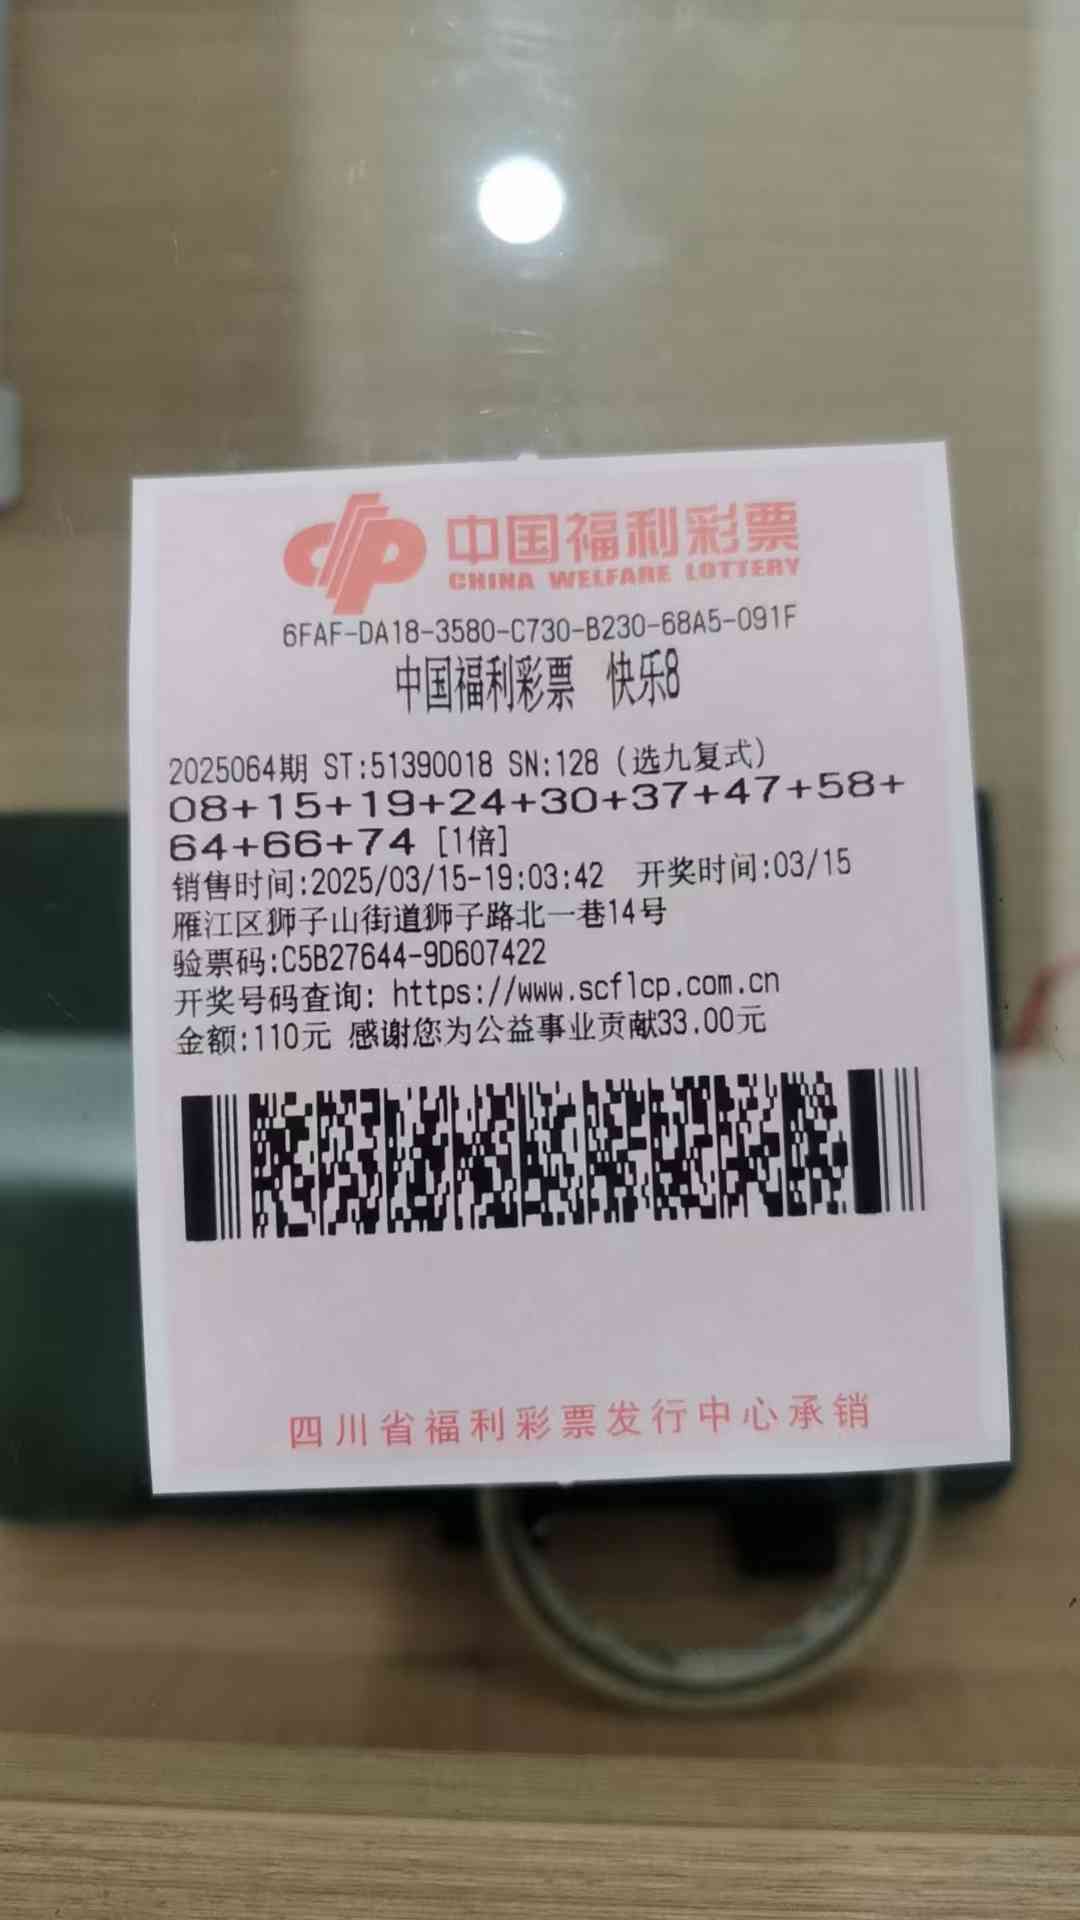 中国福利彩票
CHINA WELFARE LOTTERY
6FAF-DA18-3580-C730-B230-68A5-091F
中国福利彩票 快乐8
2025064期 ST:51390018 SN:128 (选九复式)
08+15+19+24+30+37+47+58+
64+66+74 [1倍]
销售时间:2025/03/15-19:03:42 开奖时间:03/15
雁江区狮子山街道狮子路北一巷14号
验票码:C5B27644-9D607422
开奖号码查询: https://www.scflcp.com.cn
金额:110元 感谢您为公益事业贡献33.00元
四川省福利彩票发行中心承销